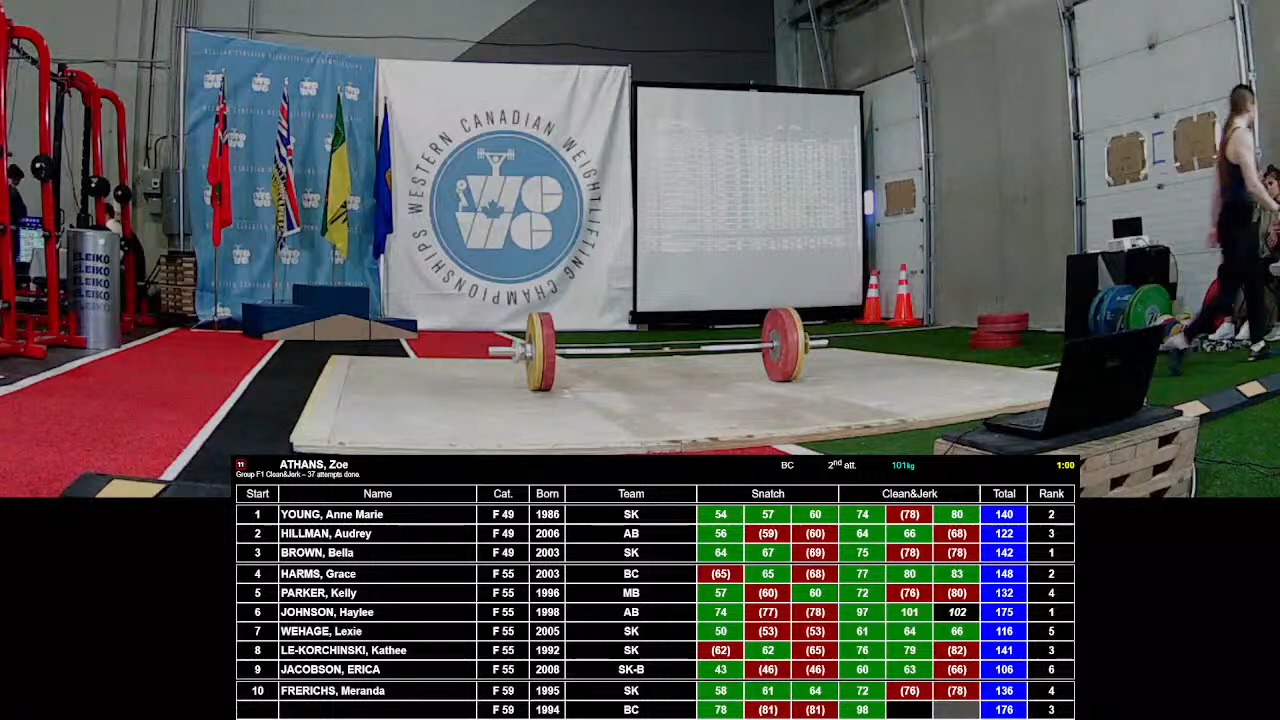 WESTERN CANADIAN WEIGHTLIFTING CHAMPIONSHIPS
WC
WC
ELEIKO
ELEIKO
ELEIKO
ELEIKO
11 ATHANS, Zoe BC 2nd att. 101kg 1:00
Group F1 Clean&Jerk – 37 attempts done.
Start Name Cat. Born Team Snatch Clean&Jerk Total Rank
1 YOUNG, Anne Marie F 49 1986 SK 54 57 60 74 (78) 80 140 2
2 HILLMAN, Audrey F 49 2006 AB 56 (59) (60) 64 66 (68) 122 3
3 BROWN, Bella F 49 2003 SK 64 67 (69) 75 (78) (78) 142 1
4 HARMS, Grace F 55 2003 BC (65) 65 (68) 77 80 83 148 2
5 PARKER, Kelly F 55 1996 MB 57 (60) 60 72 (76) (80) 132 4
6 JOHNSON, Haylee F 55 1998 AB 74 (77) (78) 97 101 102 175 1
7 WEHAGE, Lexie F 55 2005 SK 50 (53) (53) 61 64 66 116 5
8 LE-KORCHINSKI, Kathee F 55 1992 SK (62) 62 (65) 76 79 (82) 141 3
9 JACOBSON, ERICA F 55 2008 SK-B 43 (46) (46) 60 63 (66) 106 6
10 FRERICHS, Meranda F 59 1995 SK 58 61 64 72 (76) (78) 136 4
F 59 1994 BC 78 (81) (81) 98 176 3